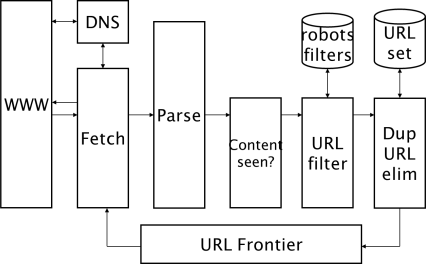 DNS
WWW
Fetch
Parse
Content
seen?
robots
filters
URL
filter
URL
set
Dup
URL
elim
URL Frontier